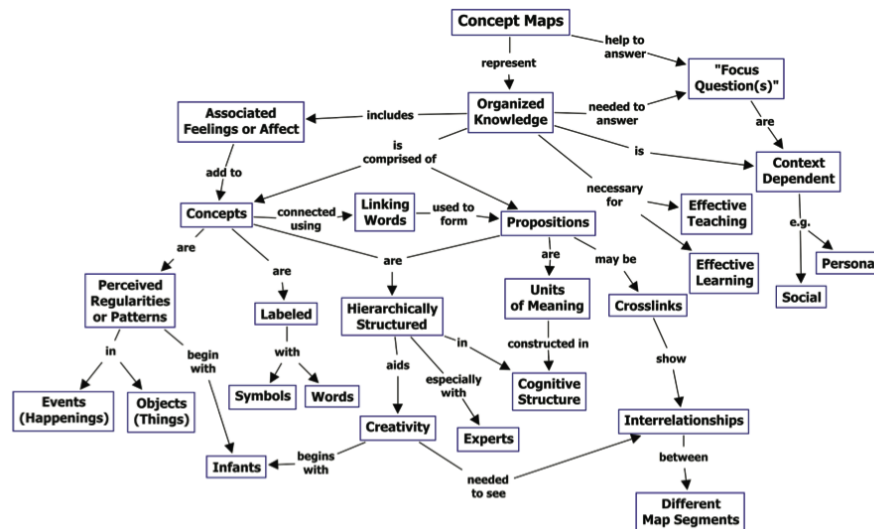 Concept Maps
help to
answer
represent
"Focus
Question(s)"
Organized
Knowledge
needed to
answer
Associated
Feelings or Affect
includes
are
is
comprised of
is
Context
Dependent
add to
necessary
for
Linking
Words
Effective
Teaching
Concepts
connected
using
used to
form
Propositions
e.g.
are
are
are
are
may be
Effective
Learning
Persona
Perceived
Regularities
or Patterns
Labeled
Hierarchically
Structured
Units
of Meaning
Crosslinks
Social
in
begin
with
with
aids
in
constructed in
show
especially
with
Events
(Happenings)
Objects
(Things)
Symbols
Words
Cognitive
Structure
Creativity
Experts
Interrelationships
Infants
begins
with
needed
to see
between
Different
Map Segments